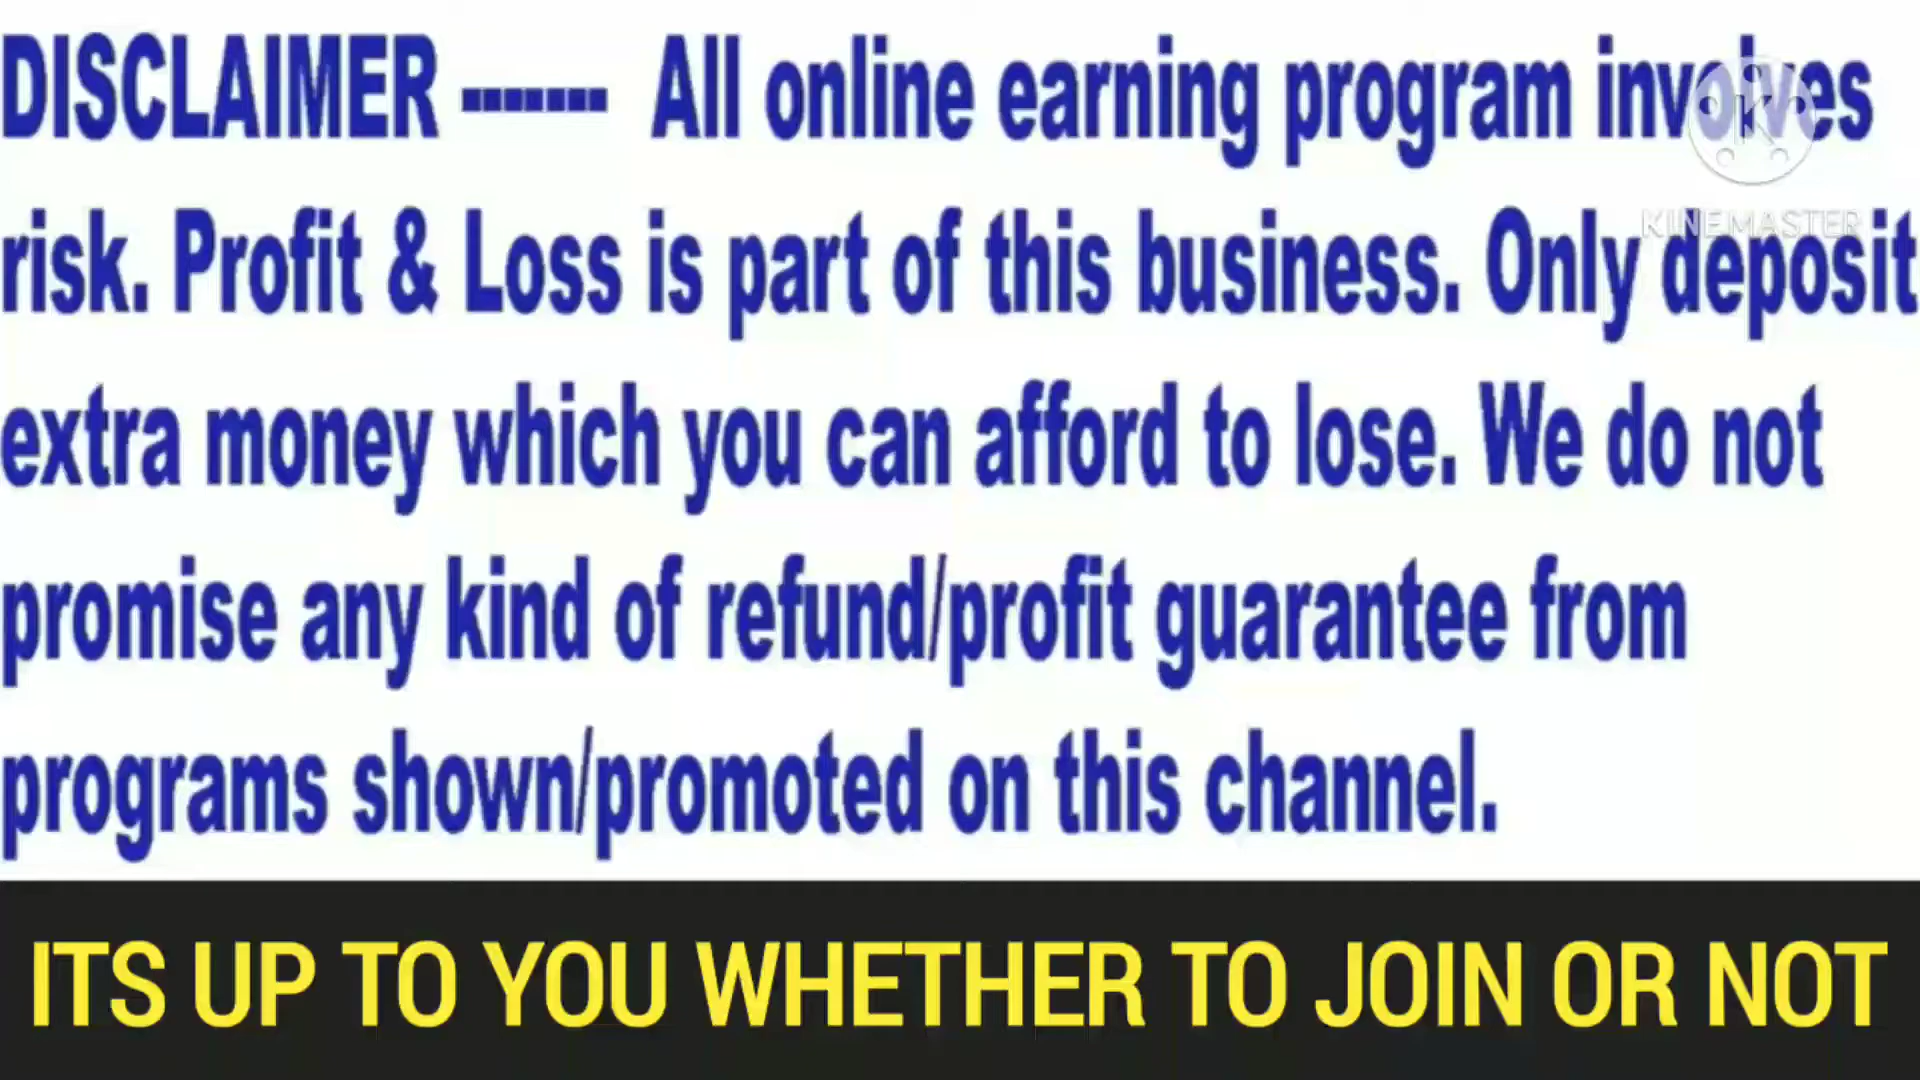 DISCLAIMER ------- All online earning program involves
risk. Profit & Loss is part of this business. Only deposit
extra money which you can afford to lose. We do not
promise any kind of refund/profit guarantee from
programs shown/promoted on this channel.
ITS UP TO YOU WHETHER TO JOIN OR NOT
K
KINEMASTER